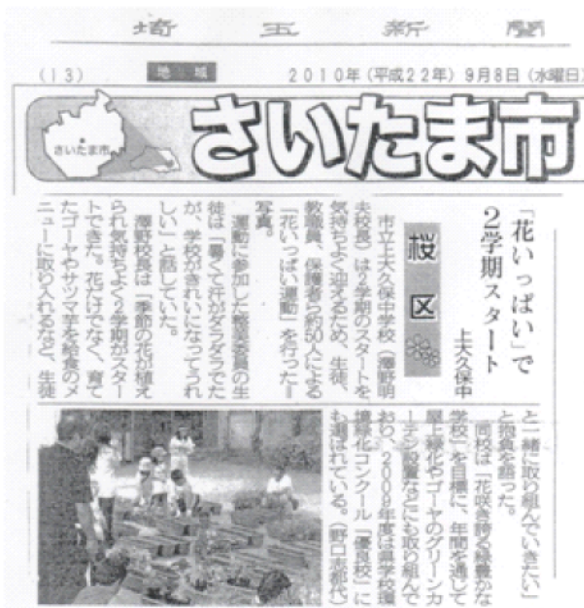 埼玉新聞
(13) 地域 2010年(平成22年)9月8日(水曜日)
さいたま市
さいたま市
「花いっぱい」で
2学期スタート
上大久保中
桜区
市立上大久保中学校(澤野明
夫校長)は2学期のスタートを
気持ちよく迎えるため、生徒、
教職員、保護者ら約50人による
「花いっぱい運動」を行った=
写真。
運動に参加した整美委員の生
徒は「暑くて汗がダラダラでた
が、学校がきれいになってうれ
しい」と話していた。
澤野校長は「季節の花が植え
られ気持ちよく2学期がスター
トできた。花だけでなく、育て
たゴーヤやサツマ芋を給食のメ
ニューに取り入れるなど、生徒
と一緒に取り組んでいきたい」
と抱負を語った。
同校は「花咲き誇る緑豊かな
学校」を目標に、年間を通して
屋上緑化やゴーヤのグリーンカ
ーテン設置などにも取り組んで
おり、2009年度は県学校環
境緑化コンクール「優良校」に
も選ばれている。(野口志都代)